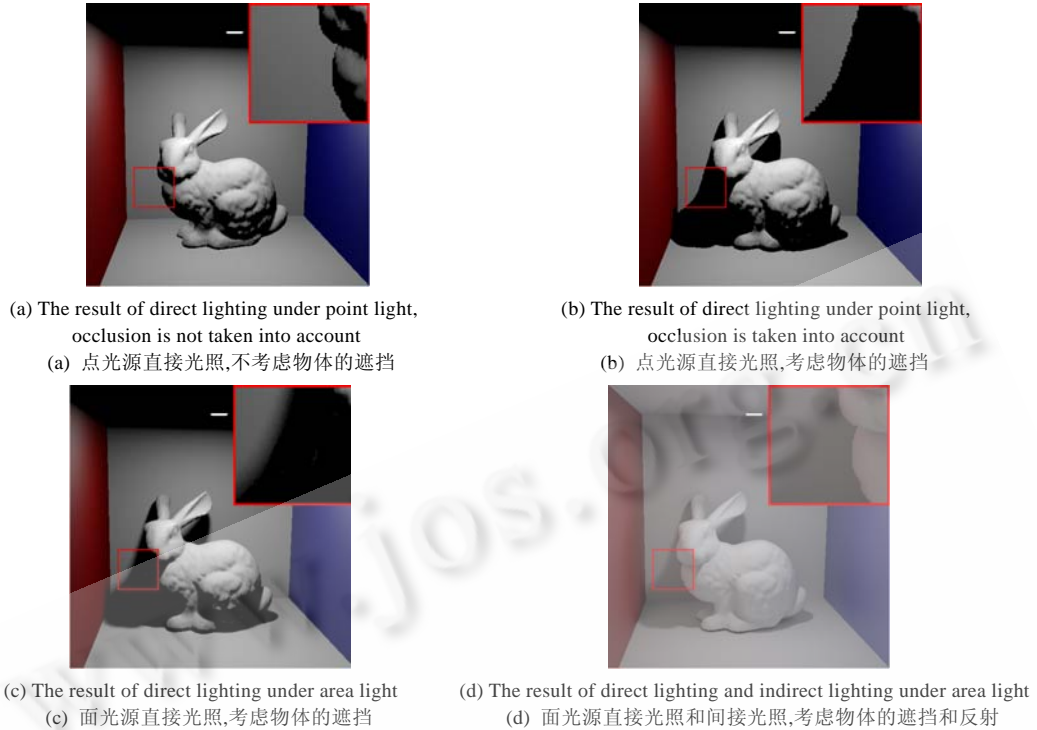 (a) The result of direct lighting under point light,
occlusion is not taken into account
(a) 点光源直接光照,不考虑物体的遮挡
(b) The result of direct lighting under point light,
occlusion is taken into account
(b) 点光源直接光照,考虑物体的遮挡
(c) The result of direct lighting under area light
(c) 面光源直接光照,考虑物体的遮挡
(d) The result of direct lighting and indirect lighting under area light
(d) 面光源直接光照和间接光照,考虑物体的遮挡和反射
www.jos.org.cn